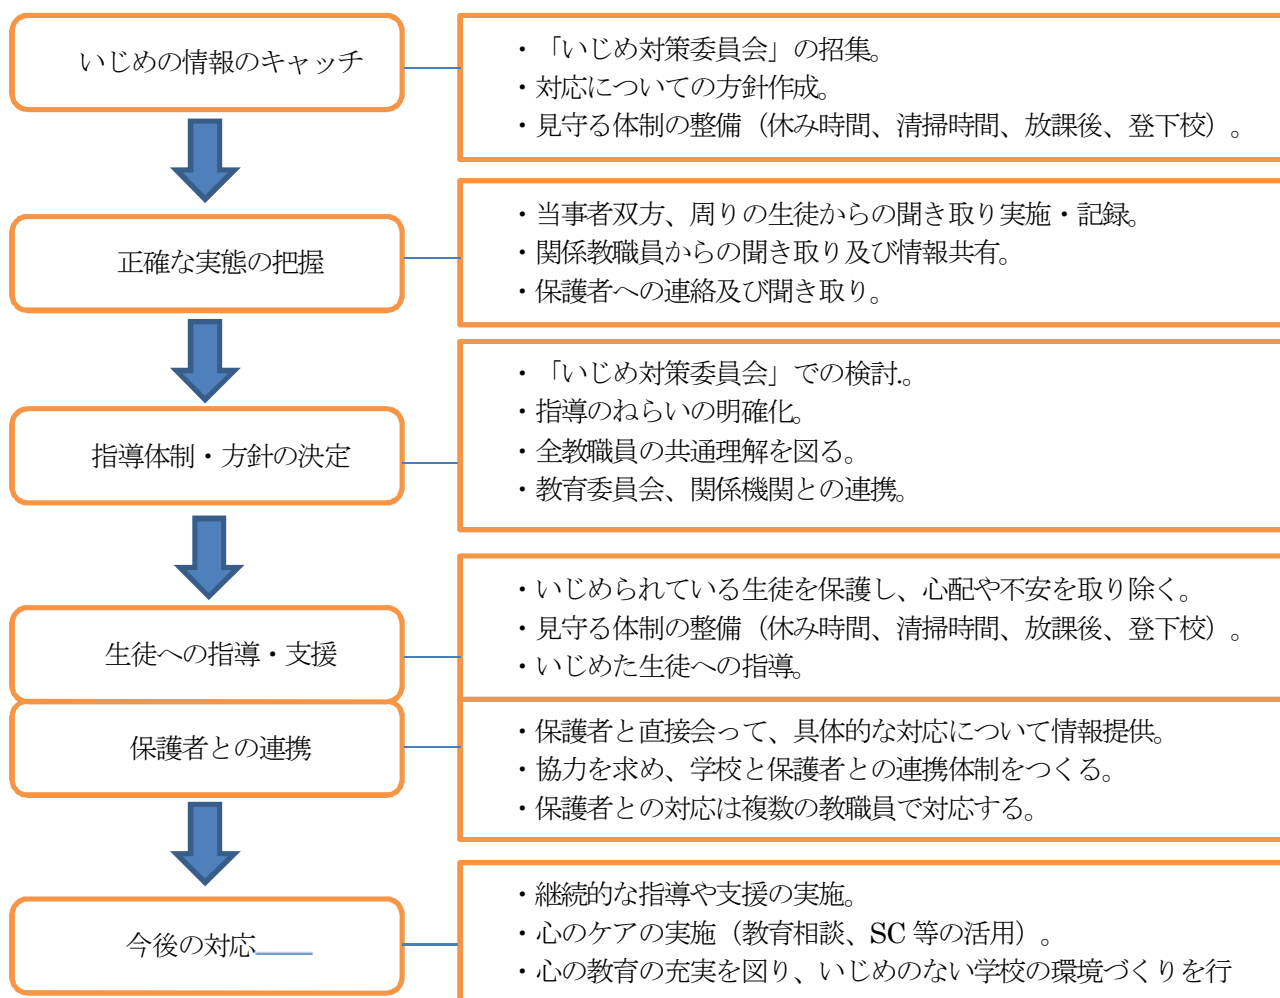 いじめの情報のキャッチ
・「いじめ対策委員会」の招集。
・対応についての方針作成。
・見守る体制の整備（休み時間、清掃時間、放課後、登下校）。
正確な実態の把握
・当事者双方、周りの生徒からの聞き取り実施・記録。
・関係教職員からの聞き取り及び情報共有。
・保護者への連絡及び聞き取り。
指導体制・方針の決定
・「いじめ対策委員会」での検討.。
・指導のねらいの明確化。
・全教職員の共通理解を図る。
・教育委員会、関係機関との連携。
生徒への指導・支援
・いじめられている生徒を保護し、心配や不安を取り除く。
・見守る体制の整備（休み時間、清掃時間、放課後、登下校）。
・いじめた生徒への指導。
保護者との連携
・保護者と直接会って、具体的な対応について情報提供。
・協力を求め、学校と保護者との連携体制をつくる。
・保護者との対応は複数の教職員で対応する。
今後の対応
・継続的な指導や支援の実施。
・心のケアの実施（教育相談、SC 等の活用）。
・心の教育の充実を図り、いじめのない学校の環境づくりを行